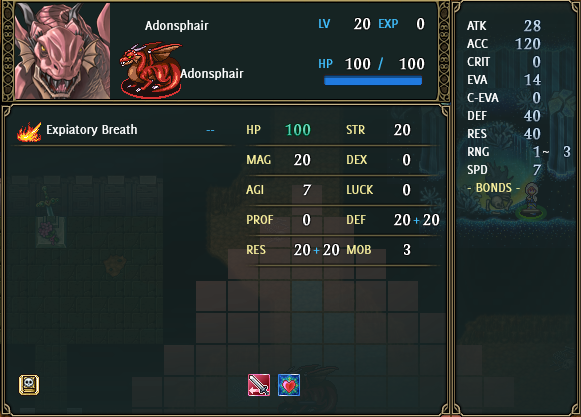 Adonsphair LV 20 EXP 0
Adonsphair HP 100 / 100
Expiatory Breath --
HP 100 STR 20
MAG 20 DEX 0
AGI 7 LUCK 0
PROF 0 DEF 20+20
RES 20+20 MOB 3
ATK 28
ACC 120
CRIT 0
EVA 14
C-EVA 0
DEF 40
RES 40
RNG 1~ 3
SPD 7
- BONDS -